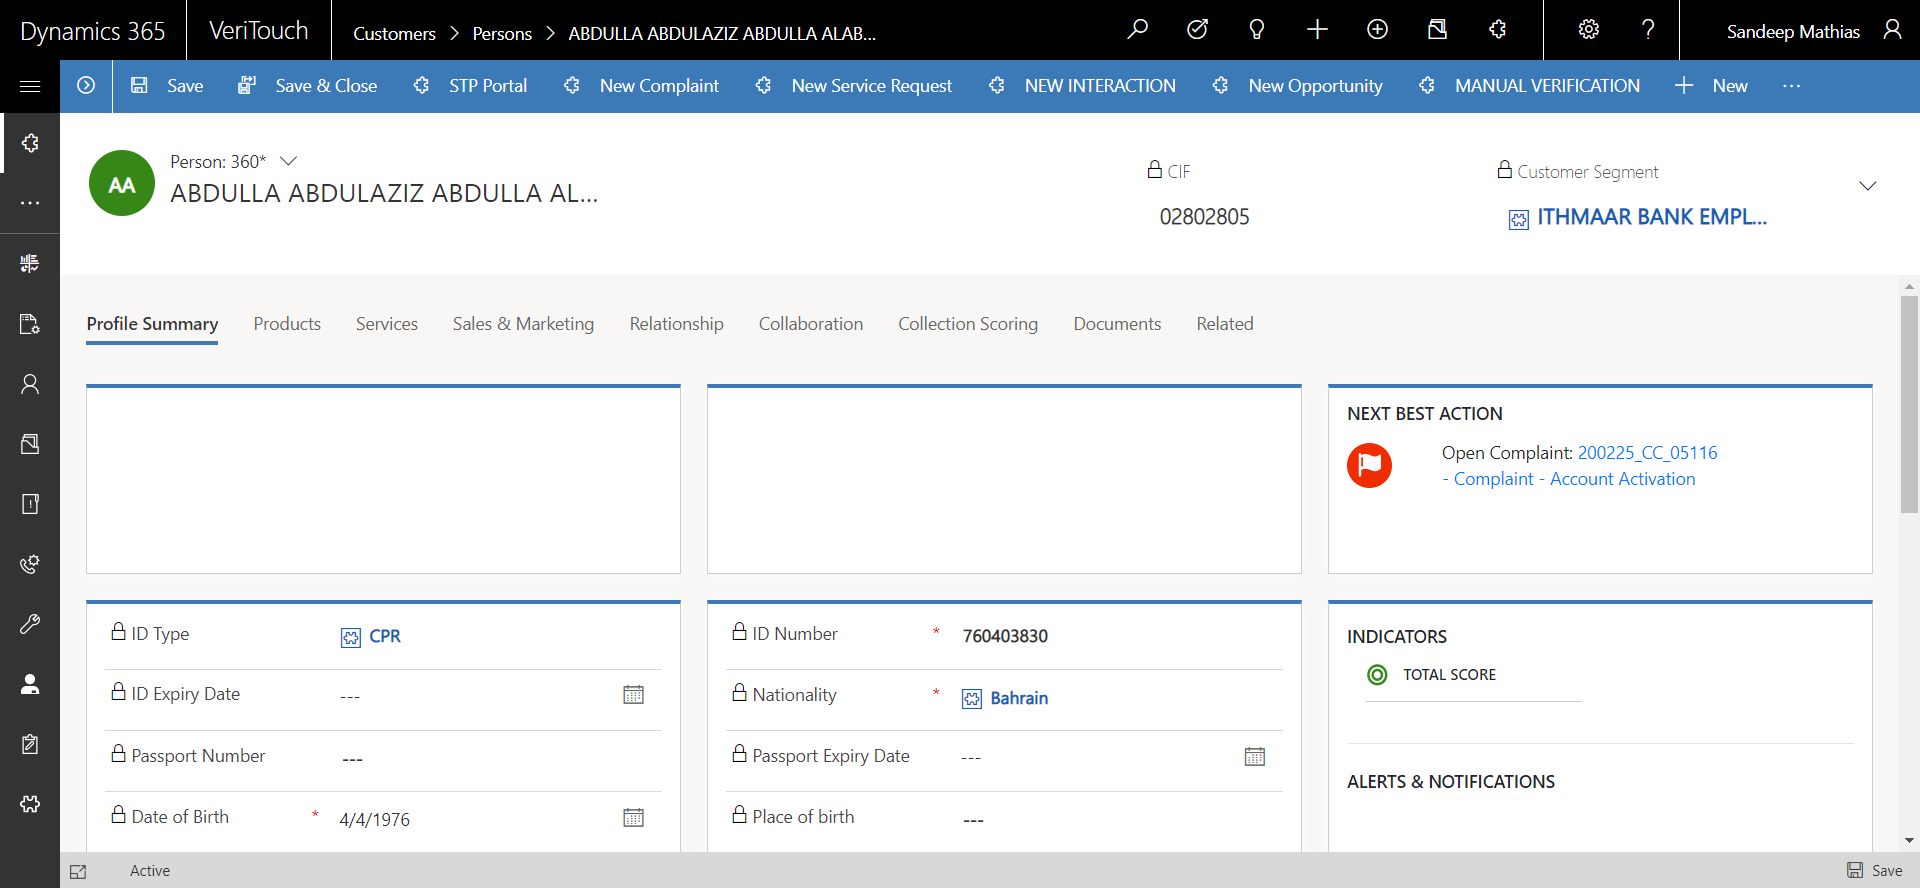 Dynamics 365
VeriTouch
Customers > Persons > ABDULLA ABDULAZIZ ABDULLA ALAB...
Sandeep Mathias
Save
Save & Close
STP Portal
New Complaint
New Service Request
NEW INTERACTION
New Opportunity
MANUAL VERIFICATION
New
AA
Person: 360*
ABDULLA ABDULAZIZ ABDULLA AL...
CIF
02802805
Customer Segment
ITHMAAR BANK EMPL...
Profile Summary
Products
Services
Sales & Marketing
Relationship
Collaboration
Collection Scoring
Documents
Related
NEXT BEST ACTION
Open Complaint: 200225_CC_05116
- Complaint - Account Activation
ID Type
CPR
ID Expiry Date
---
Passport Number
---
Date of Birth
*
4/4/1976
ID Number
*
760403830
Nationality
*
Bahrain
Passport Expiry Date
---
Place of birth
---
INDICATORS
TOTAL SCORE
ALERTS & NOTIFICATIONS
Active
Save